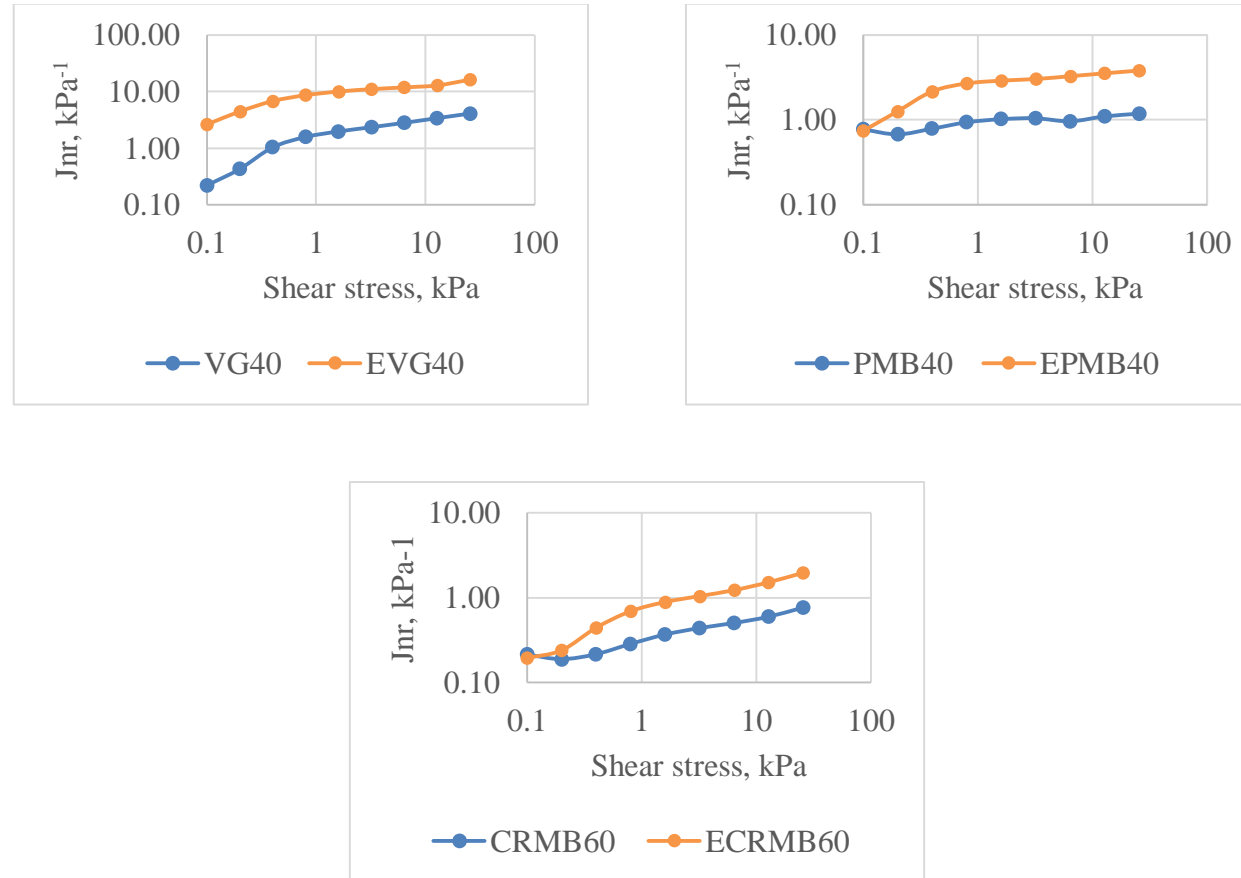 100.00
10.00
1.00
0.10
0.1 1 10 100
Jnr, kPa-1
Shear stress, kPa
VG40 EVG40
10.00
1.00
0.10
0.1 1 10 100
Jnr, kPa-1
Shear stress, kPa
PMB40 EPMB40
10.00
1.00
0.10
0.1 1 10 100
Jnr, kPa-1
Shear stress, kPa
CRMB60 ECRMB60